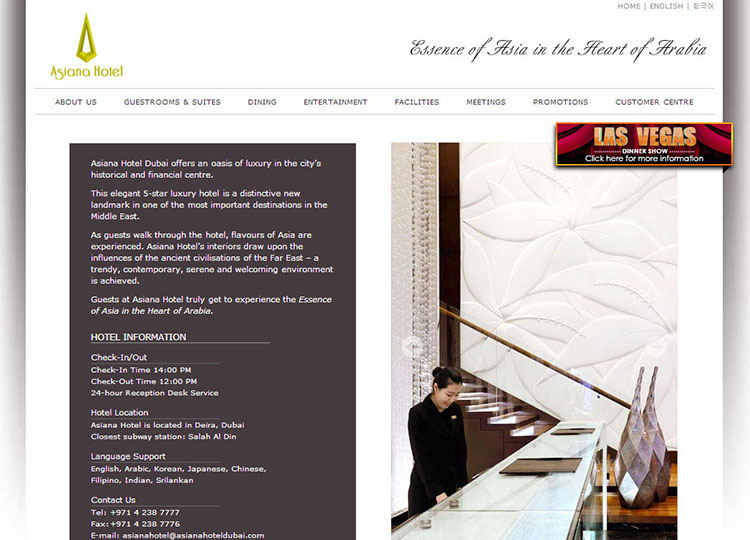 HOME | ENGLISH | 한국어
Asiana Hotel
Essence of Asia in the Heart of Arabia
ABOUT US GUESTROOMS & SUITES DINING ENTERTAINMENT FACILITIES MEETINGS PROMOTIONS CUSTOMER CENTRE
LAS VEGAS
DINNER SHOW
Click here for more information
Asiana Hotel Dubai offers an oasis of luxury in the city's
historical and financial centre.
This elegant 5-star luxury hotel is a distinctive new
landmark in one of the most important destinations in the
Middle East.
As guests walk through the hotel, flavours of Asia are
experienced. Asiana Hotel's interiors draw upon the
influences of the ancient civilisations of the Far East – a
trendy, contemporary, serene and welcoming environment
is achieved.
Guests at Asiana Hotel truly get to experience the Essence
of Asia in the Heart of Arabia.
HOTEL INFORMATION
Check-In/Out
Check-In Time 14:00 PM
Check-Out Time 12:00 PM
24-hour Reception Desk Service
Hotel Location
Asiana Hotel is located in Deira, Dubai
Closest subway station: Salah Al Din
Language Support
English, Arabic, Korean, Japanese, Chinese,
Filipino, Indian, Srilankan
Contact Us
Tel: +971 4 238 7777
Fax: +971 4 238 7776
E-mail: asianahotel@asianahoteldubai.com